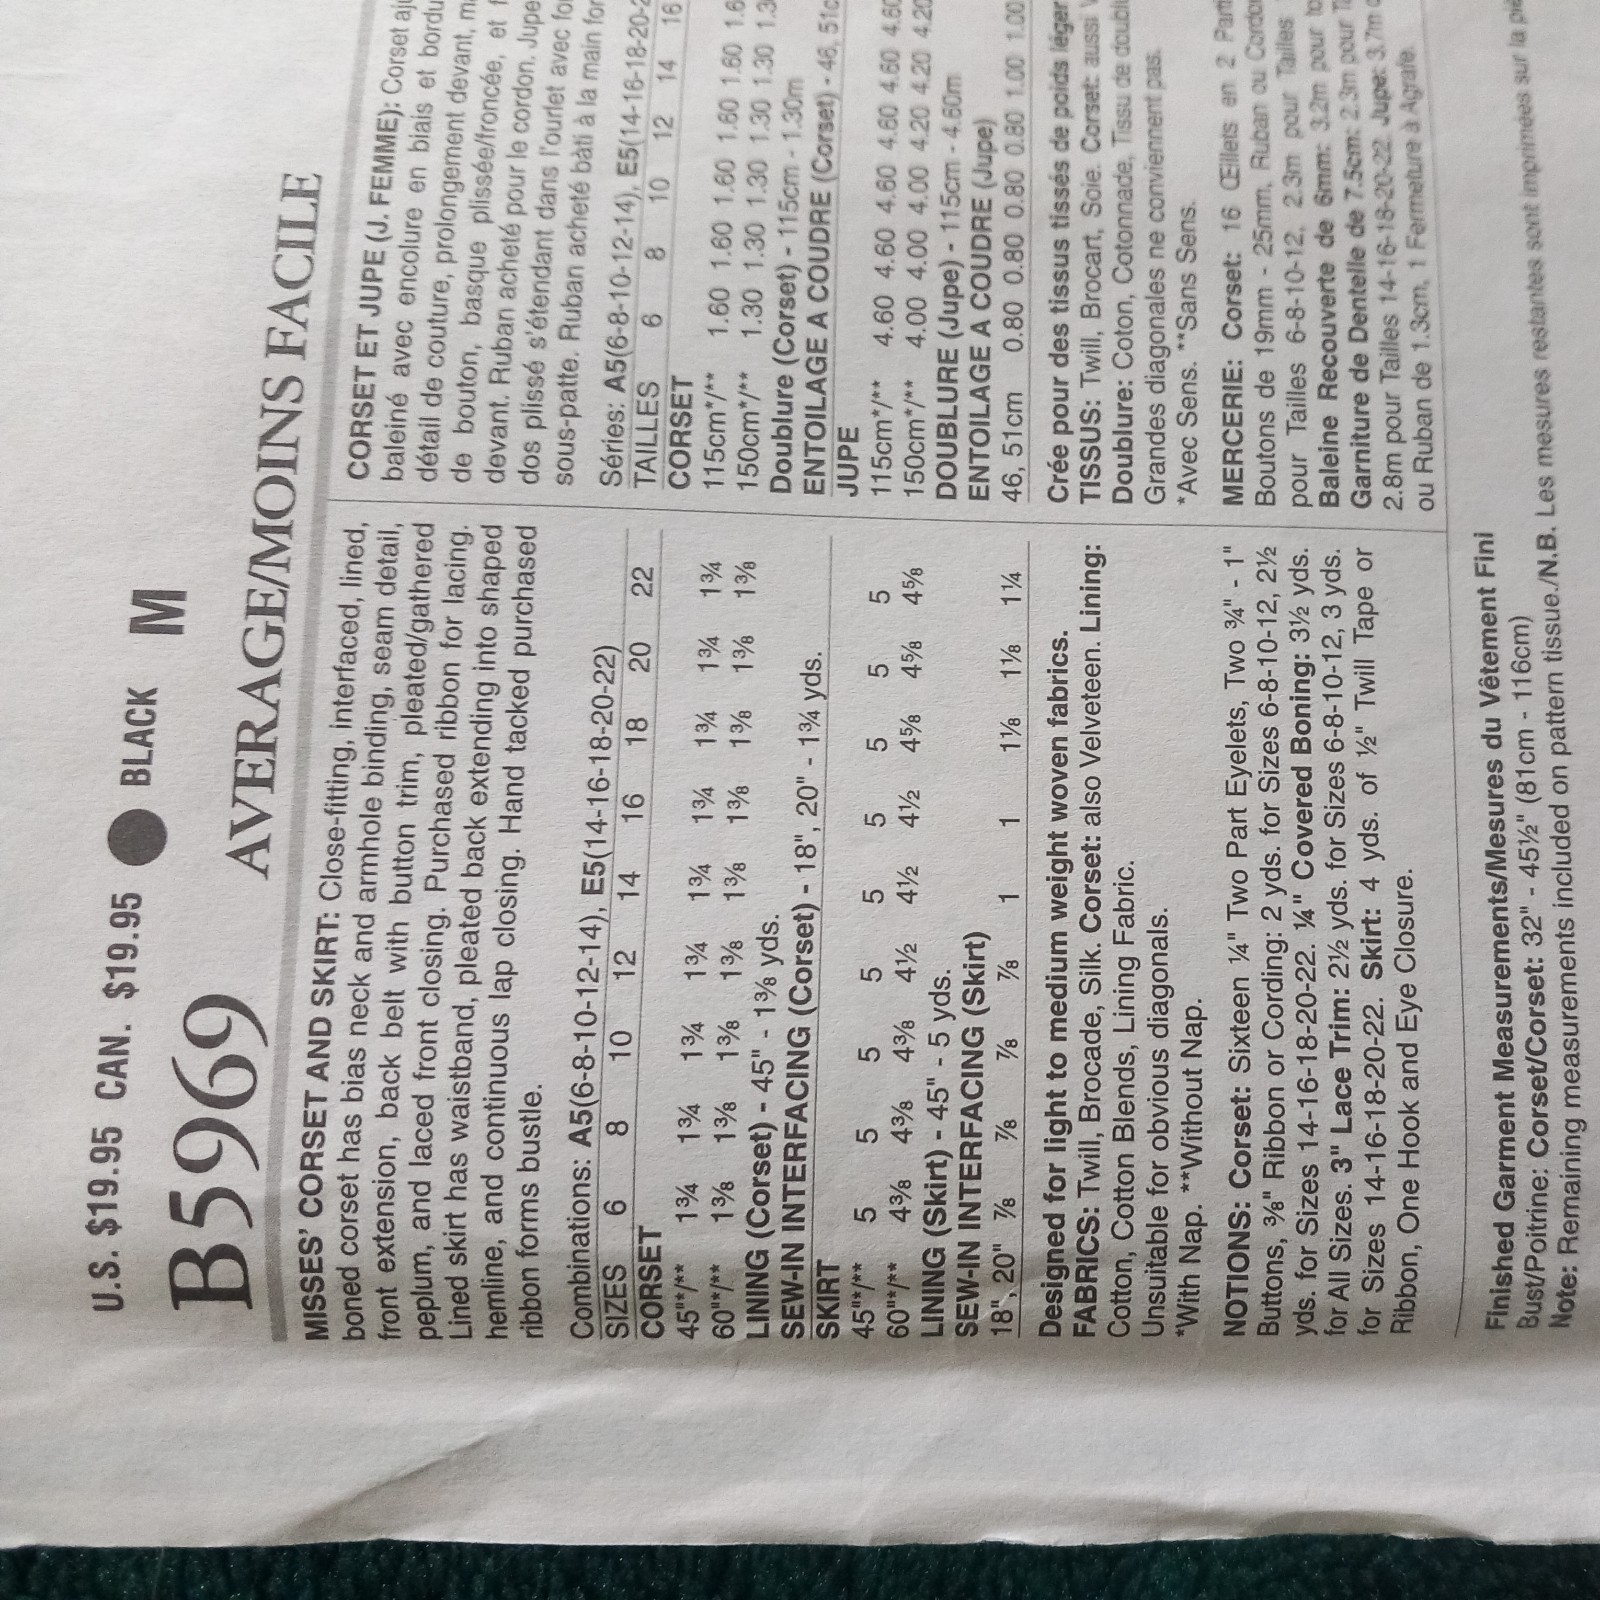 U.S. $19.95 CAN. $19.95 ● BLACK M
B5969
AVERAGE/MOINS FACILE
MISSES' CORSET AND SKIRT: Close-fitting, interfaced, lined,
boned corset has bias neck and armhole binding, seam detail,
front extension, back belt with button trim, pleated/gathered
peplum, and laced front closing. Purchased ribbon for lacing.
Lined skirt has waistband, pleated back extending into shaped
hemline, and continuous lap closing. Hand tacked purchased
ribbon forms bustle.
Combinations: A5(6-8-10-12-14), E5(14-16-18-20-22)
SIZES 6 8 10 12 14 16 18 20 22
CORSET
45"*/** 1¾ 1¾ 1¾ 1¾ 1¾ 1¾ 1¾ 1¾ 1¾
60"*/** 1⅜ 1⅜ 1⅜ 1⅜ 1⅜ 1⅜ 1⅜ 1⅜ 1⅜
LINING (Corset) - 45" - 1⅜ yds.
SEW-IN INTERFACING (Corset) - 18", 20" - 1¾ yds.
SKIRT
45"*/** 5 5 5 5 5 5 5 5 5
60"*/** 4⅜ 4⅜ 4⅜ 4½ 4½ 4½ 4⅝ 4⅝ 4⅝
LINING (Skirt) - 45" - 5 yds.
SEW-IN INTERFACING (Skirt)
18", 20" ⅞ ⅞ ⅞ ⅞ 1 1 1⅛ 1⅛ 1¼
Designed for light to medium weight woven fabrics.
FABRICS: Twill, Brocade, Silk. Corset: also Velveteen. Lining:
Cotton, Cotton Blends, Lining Fabric.
Unsuitable for obvious diagonals.
*With Nap. **Without Nap.
NOTIONS: Corset: Sixteen ¼" Two Part Eyelets, Two ¾" - 1"
Buttons, ⅜" Ribbon or Cording: 2 yds. for Sizes 6-8-10-12, 2½
yds. for Sizes 14-16-18-20-22. ¼" Covered Boning: 3½ yds.
for All Sizes. 3" Lace Trim: 2½ yds. for Sizes 6-8-10-12, 3 yds.
for Sizes 14-16-18-20-22. Skirt: 4 yds. of ½" Twill Tape or
Ribbon, One Hook and Eye Closure.
CORSET ET JUPE (J. FEMME): Corset
baleiné avec encolure en biais et
détail de couture, prolongement devant,
de bouton, basque plissée/froncée, et
devant. Ruban acheté pour le cordon. Jupe
dos plissé s'étendant dans l'ourlet avec
sous-patte. Ruban acheté bâti à la main
Séries: A5(6-8-10-12-14), E5(14-16-18-20-
TAILLES 6 8 10 12 14 16
CORSET
115cm*/** 1.60 1.60 1.60 1.60 1.60
150cm*/** 1.30 1.30 1.30 1.30 1.30
Doublure (Corset) - 115cm - 1.30m
ENTOILAGE A COUDRE (Corset) - 46,
JUPE
115cm*/** 4.60 4.60 4.60 4.60 4.60
150cm*/** 4.00 4.00 4.00 4.20 4.20 4.20
DOUBLURE (Jupe) - 115cm - 4.60m
ENTOILAGE A COUDRE (Jupe)
46, 51cm 0.80 0.80 0.80 0.80 1.00 1.00
Crée pour des tissus tissés de poids léger
TISSUS: Twill, Brocart, Soie. Corset: aussi
Doublure: Coton, Cotonnade, Tissu de
Grandes diagonales ne conviennent pas.
*Avec Sens. **Sans Sens.
MERCERIE: Corset: 16 Œillets en 2
Boutons de 19mm - 25mm, Ruban ou
pour Tailles 6-8-10-12, 2.3m pour Tailles
Baleine Recouverte de 6mm: 3.2m pour
Garniture de Dentelle de 7.5cm: 2.3m pour
2.8m pour Tailles 14-16-18-20-22. Jupe: 3.7m
ou Ruban de 1.3cm, 1 Fermeture à Agrafe.
Finished Garment Measurements/Mesures du Vêtement Fini
Bust/Poitrine: Corset/Corset: 32" - 45½" (81cm - 116cm)
Note: Remaining measurements included on pattern tissue./N.B. Les mesures restantes sont imprimées sur la